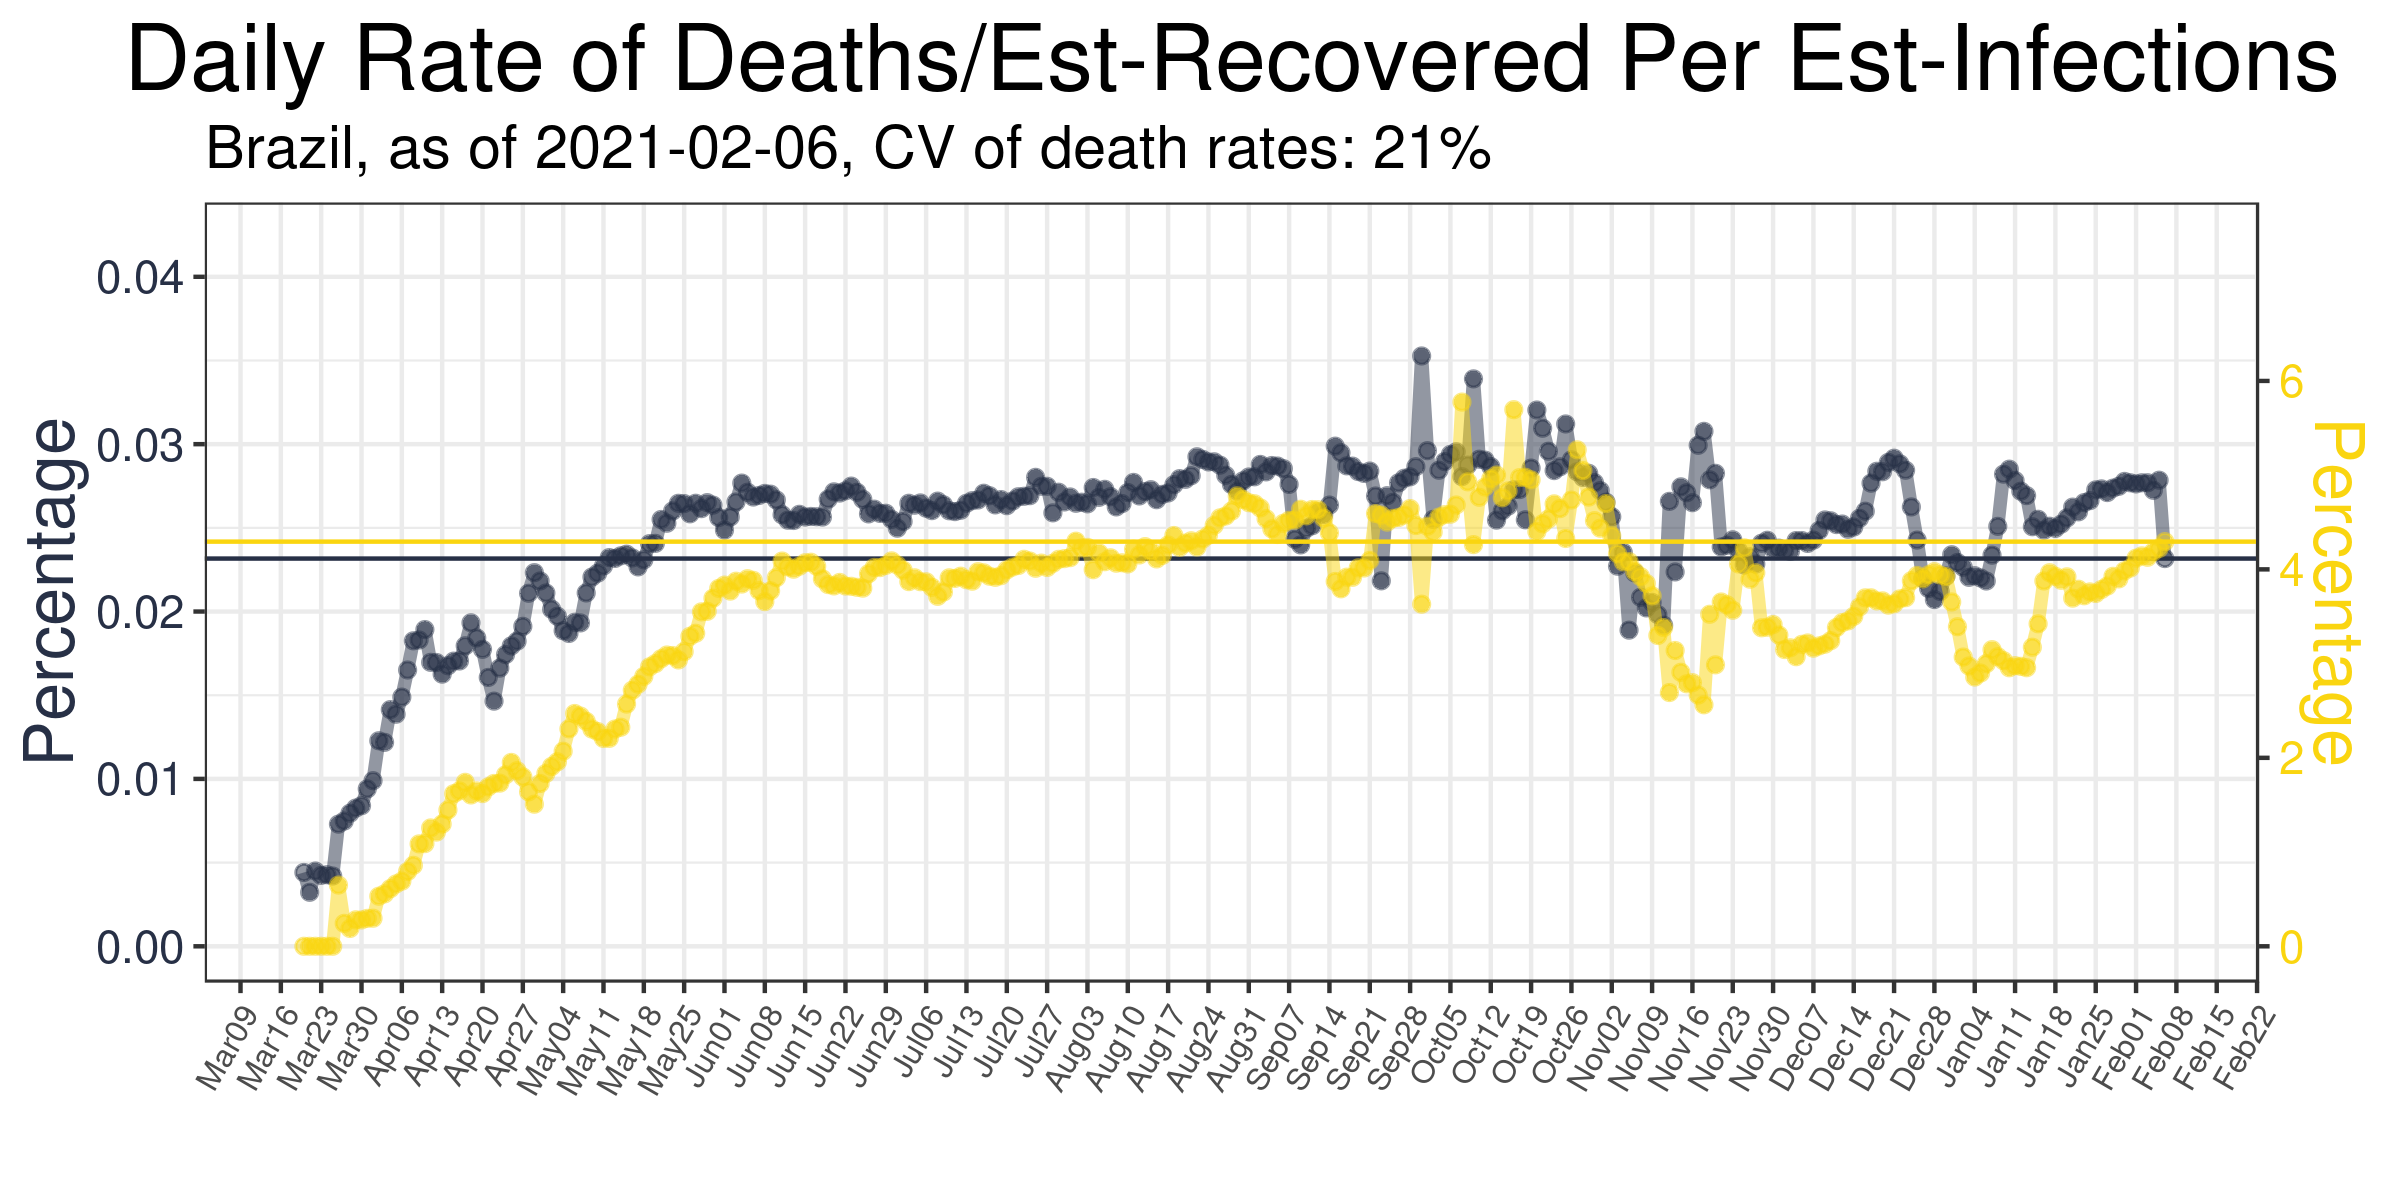 Daily Rate of Deaths/Est-Recovered Per Est-Infections
Brazil, as of 2021-02-06, CV of death rates: 21%
Percentage
0.04
0.03
0.02
0.01
0.00
6
4
2
0
Percentage
Mar09
Mar16
Mar23
Mar30
Apr06
Apr13
Apr20
Apr27
May04
May11
May18
May25
Jun01
Jun08
Jun15
Jun22
Jun29
Jul06
Jul13
Jul20
Jul27
Aug03
Aug10
Aug17
Aug24
Aug31
Sep07
Sep14
Sep21
Sep28
Oct05
Oct12
Oct19
Oct26
Nov02
Nov09
Nov16
Nov23
Nov30
Dec07
Dec14
Dec21
Dec28
Jan04
Jan11
Jan18
Jan25
Feb01
Feb08
Feb15
Feb22